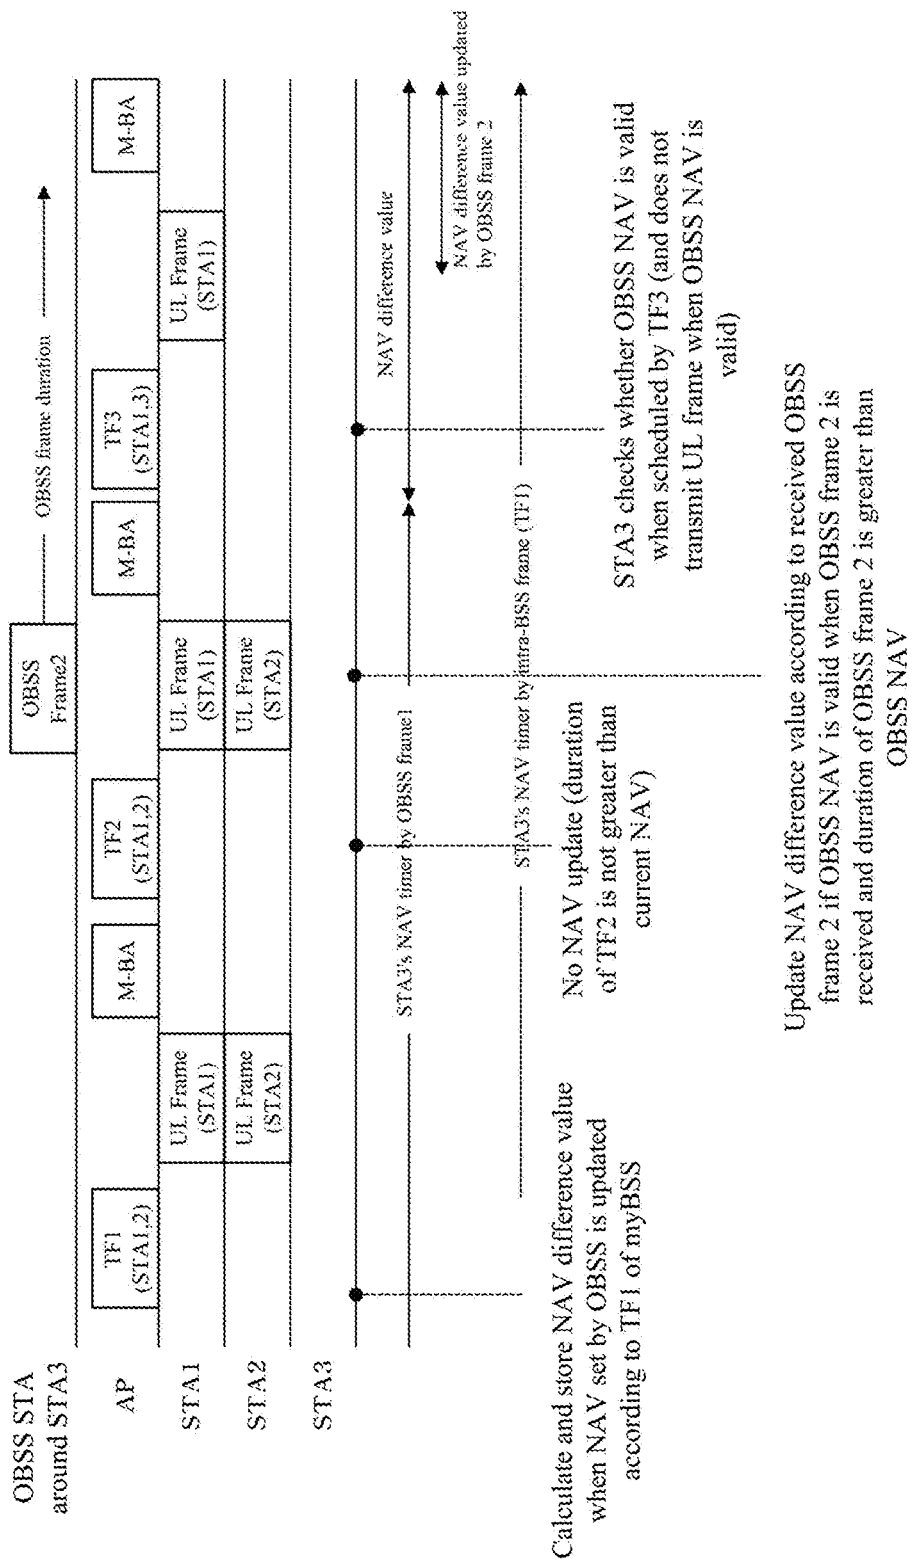 OBSS STA
around STA3
OBSS
Frame2
OBSS frame duration
AP
TF1
(STA1,2)
M-BA
TF2
(STA1,2)
M-BA
TF3
(STA1,3)
M-BA
STA1
UL Frame
(STA1)
UL Frame
(STA1)
UL Frame
(STA1)
STA2
UL Frame
(STA2)
UL Frame
(STA2)
STA3
STA3's NAV timer by OBSS frame1
NAV difference value
NAV difference value updated
by OBSS frame 2
STA3's NAV timer by intra-BSS frame (TF1)
Calculate and store NAV difference value
when NAV set by OBSS is updated
according to TF1 of myBSS
No NAV update (duration
of TF2 is not greater than
current NAV)
STA3 checks whether OBSS NAV is valid
when scheduled by TF3 (and does not
transmit UL frame when OBSS NAV is
valid)
Update NAV difference value according to received OBSS
frame 2 if OBSS NAV is valid when OBSS frame 2 is
received and duration of OBSS frame 2 is greater than
OBSS NAV